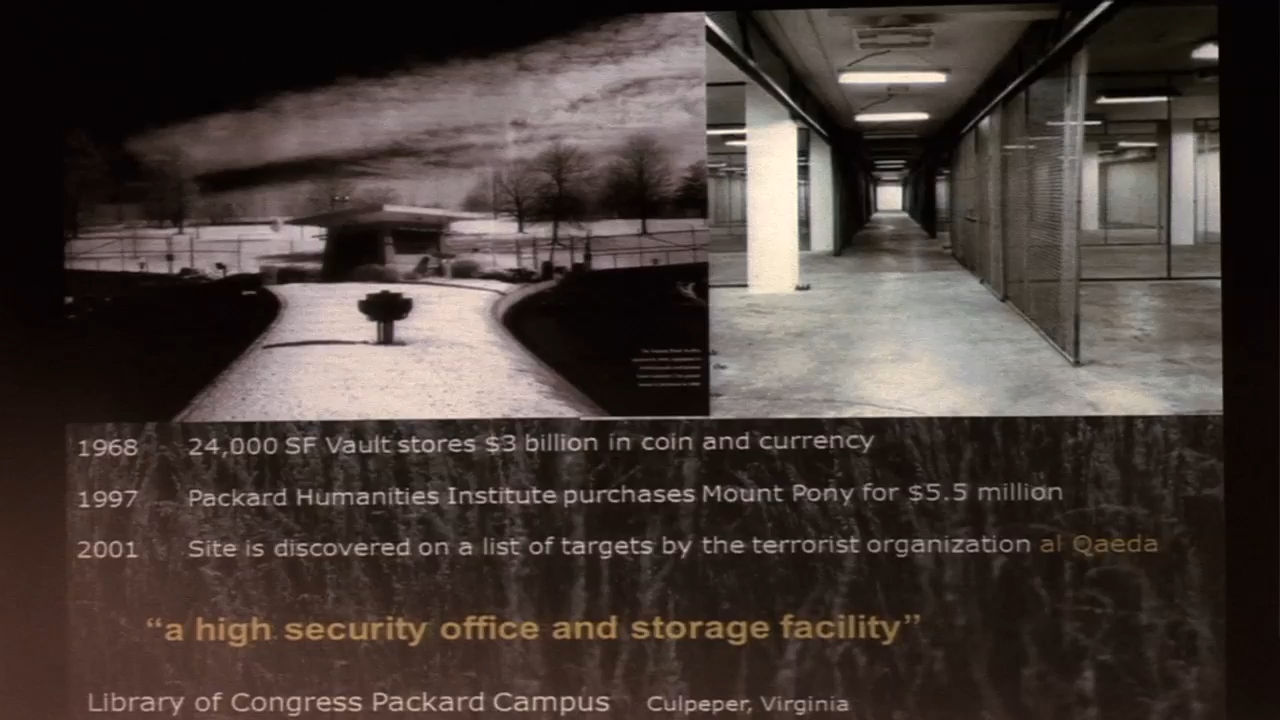 1968 24,000 SF Vault stores $3 billion in coin and currency
1997 Packard Humanities Institute purchases Mount Pony for $5.5 million
2001 Site is discovered on a list of targets by the terrorist organization al Qaeda
“a high security office and storage facility”
Library of Congress Packard Campus Culpeper, Virginia